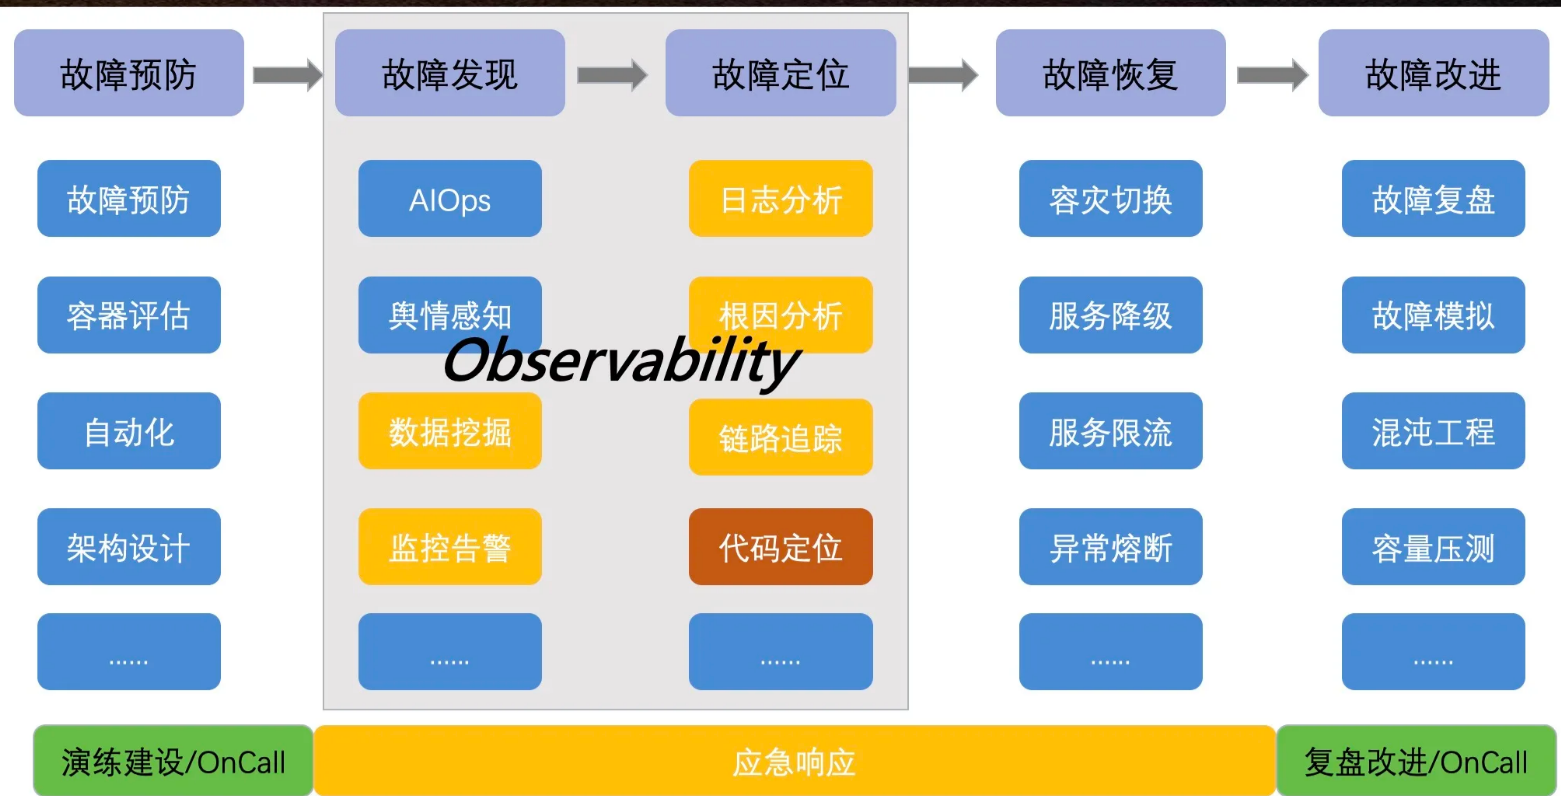 故障预防
故障发现
故障定位
故障恢复
故障改进
故障预防
AIOps
日志分析
容灾切换
故障复盘
容器评估
舆情感知
根因分析
服务降级
故障模拟
Observability
自动化
数据挖掘
链路追踪
服务限流
混沌工程
架构设计
监控告警
代码定位
异常熔断
容量压测
......
......
......
......
......
演练建设/OnCall
应急响应
复盘改进/OnCall